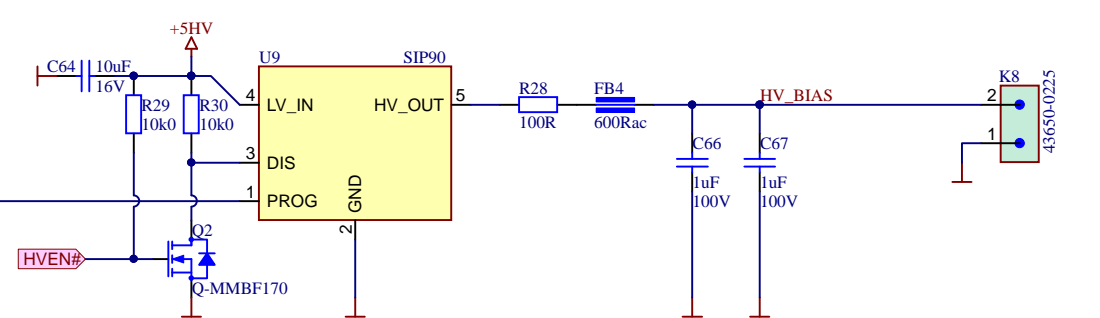 +5HV
U9
SIP90
C64
10uF
16V
R29
10k0
R30
10k0
4
LV_IN
HV_OUT
5
R28
100R
FB4
600Rac
HV_BIAS
K8
2
1
43650-0225
3
DIS
1
PROG
GND
2
C66
1uF
100V
C67
1uF
100V
HVEN#
Q2
Q-MMBF170